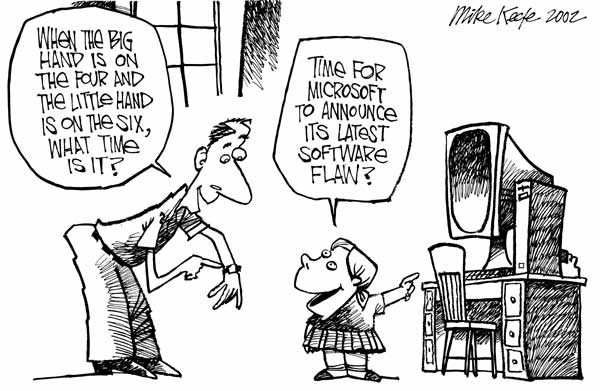 Mike Keefe 2002
WHEN THE BIG
HAND IS ON
THE FOUR AND
THE LITTLE HAND
IS ON THE SIX,
WHAT TIME
IS IT?
TIME FOR
MICROSOFT
TO ANNOUNCE
ITS LATEST
SOFTWARE
FLAW?